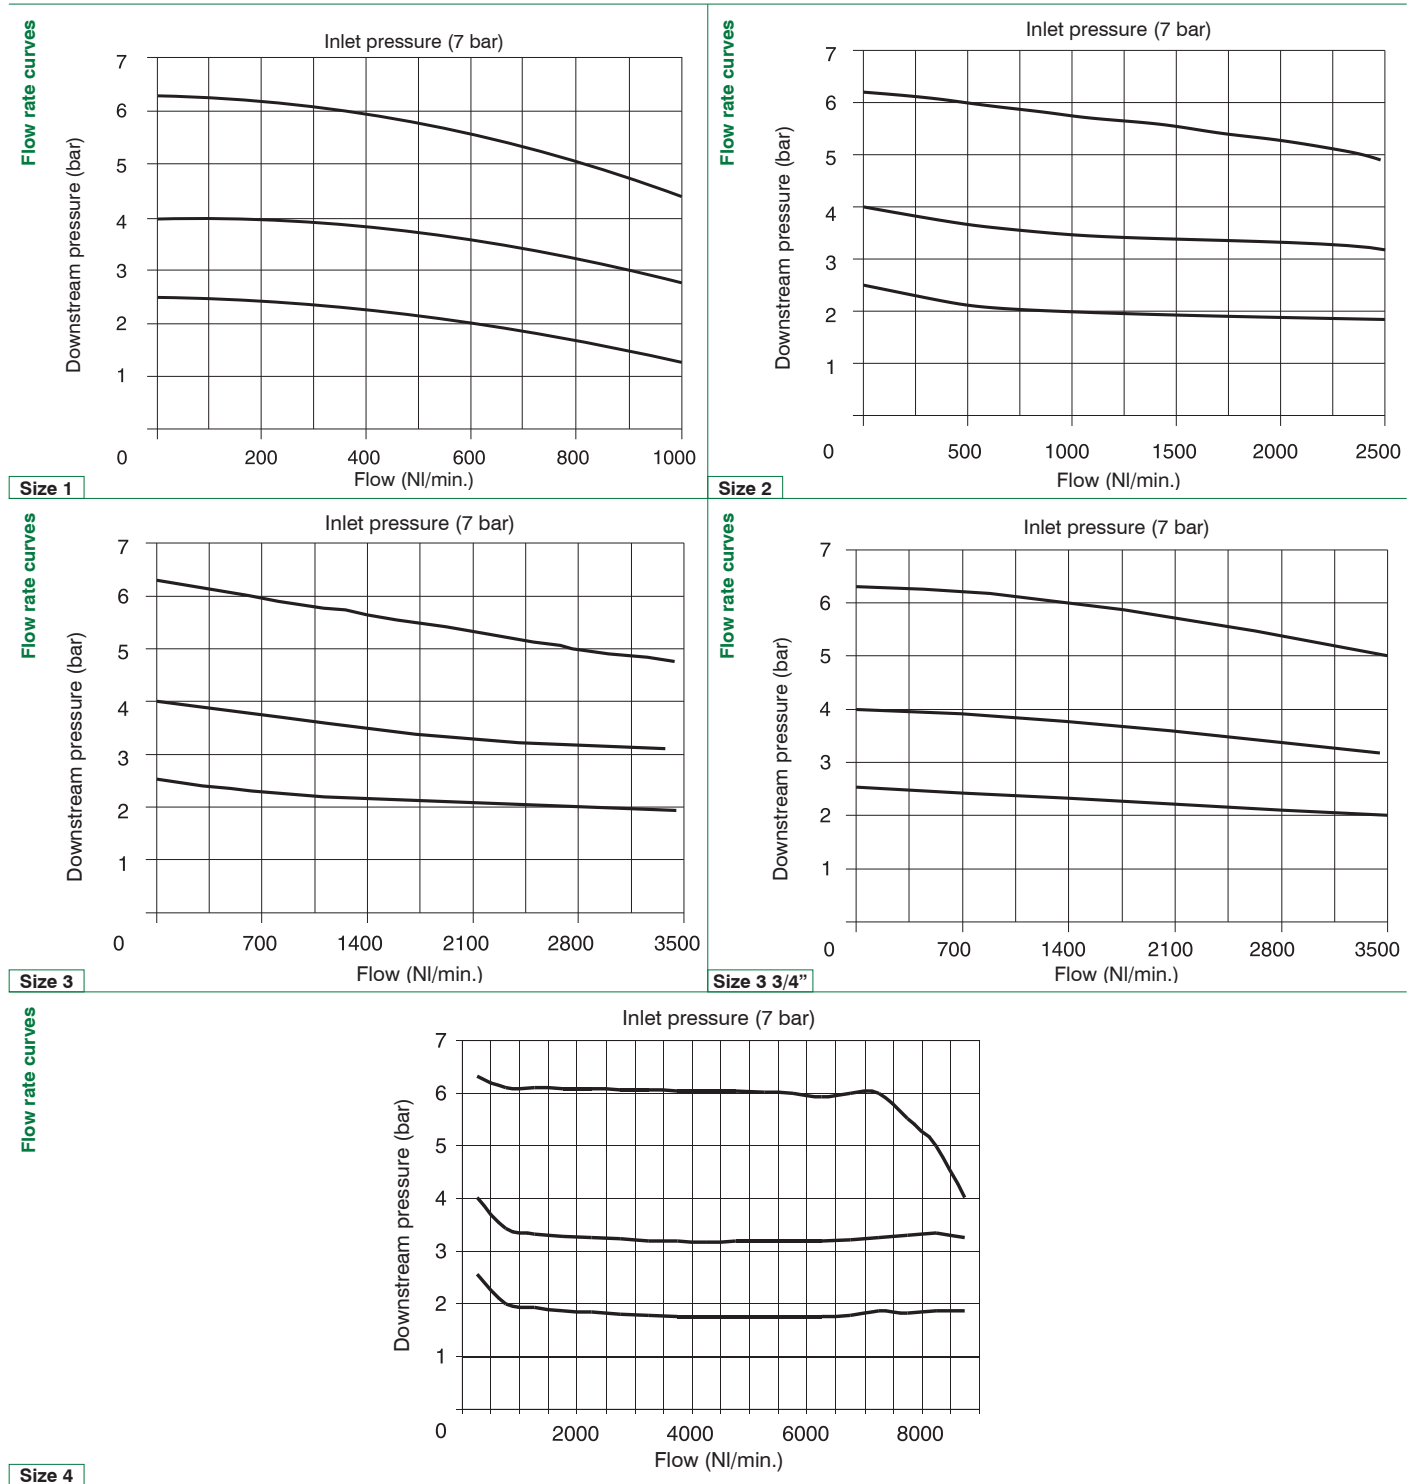 Flow rate curves
Inlet pressure (7 bar)
Downstream pressure (bar)
7
6
5
4
3
2
1
0 200 400 600 800 1000
Flow (Nl/min.)
Size 1
Flow rate curves
Inlet pressure (7 bar)
Downstream pressure (bar)
7
6
5
4
3
2
1
0 500 1000 1500 2000 2500
Flow (Nl/min.)
Size 2
Flow rate curves
Inlet pressure (7 bar)
Downstream pressure (bar)
7
6
5
4
3
2
1
0 700 1400 2100 2800 3500
Flow (Nl/min.)
Size 3
Flow rate curves
Inlet pressure (7 bar)
Downstream pressure (bar)
7
6
5
4
3
2
1
0 700 1400 2100 2800 3500
Flow (Nl/min.)
Size 3 3/4”
Flow rate curves
Inlet pressure (7 bar)
Downstream pressure (bar)
7
6
5
4
3
2
1
0 2000 4000 6000 8000
Flow (Nl/min.)
Size 4